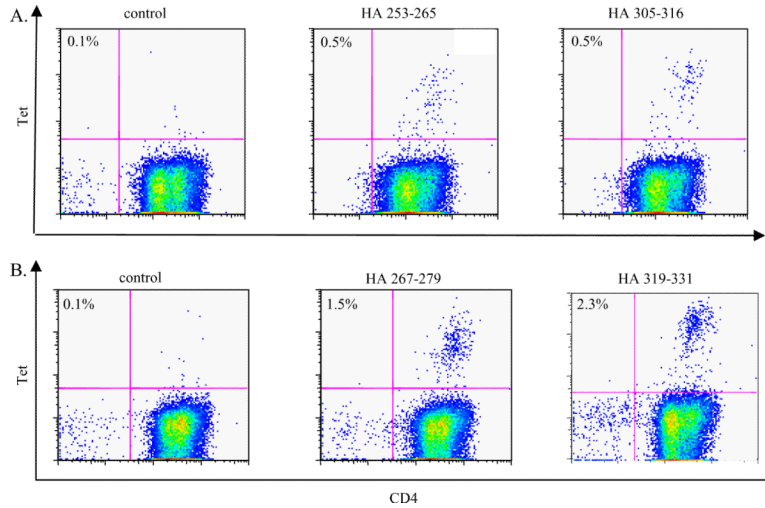 A.
control HA 253-265 HA 305-316
0.1% 0.5% 0.5%
Tet
B.
control HA 267-279 HA 319-331
0.1% 1.5% 2.3%
Tet
CD4